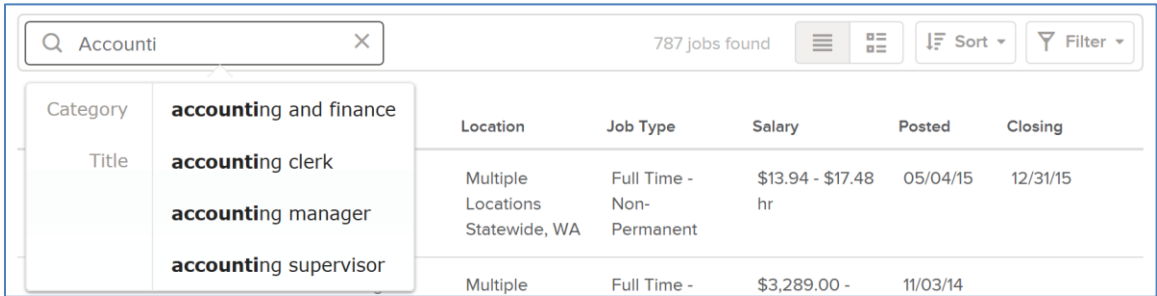 Accounti
787 jobs found
Sort
Filter
Category
accounting and finance
Title
accounting clerk
accounting manager
accounting supervisor
Location Job Type Salary Posted Closing
Multiple Full Time - $13.94 - $17.48 05/04/15 12/31/15
Locations Non- hr
Statewide, WA Permanent
Multiple Full Time - $3,289.00 - 11/03/14